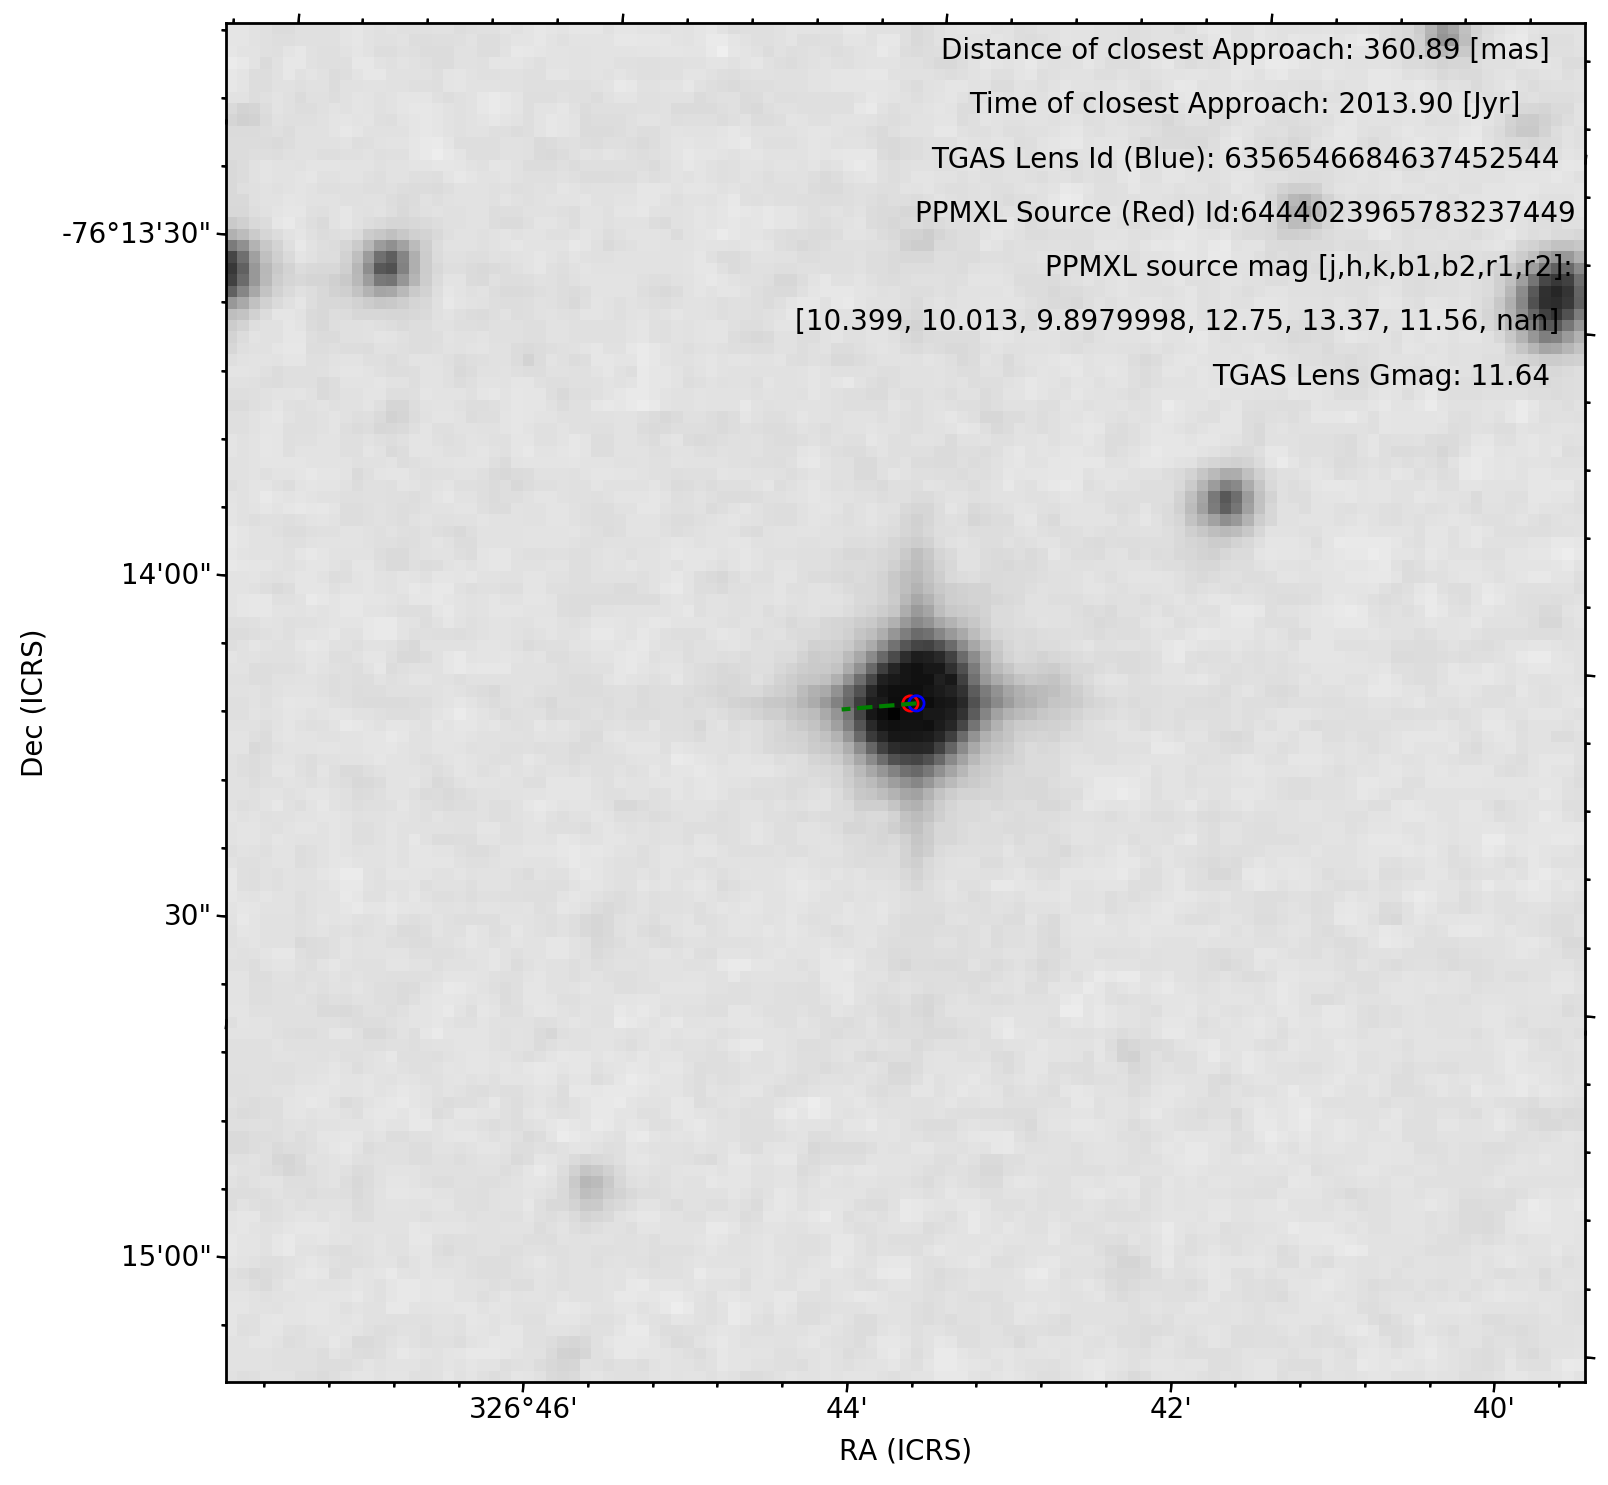 Distance of closest Approach: 360.89 [mas]
Time of closest Approach: 2013.90 [Jyr]
TGAS Lens Id (Blue): 6356546684637452544
PPMXL Source (Red) Id:6444023965783237449
PPMXL source mag [j,h,k,b1,b2,r1,r2]:
[10.399, 10.013, 9.8979998, 12.75, 13.37, 11.56, nan]
TGAS Lens Gmag: 11.64
-76°13'30"
14'00"
30"
15'00"
Dec (ICRS)
326°46' 44' 42' 40'
RA (ICRS)